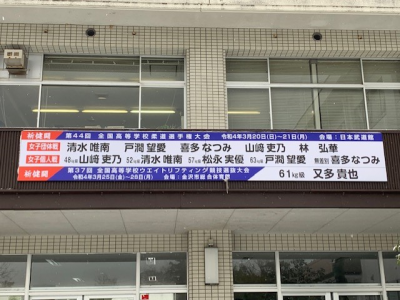 祈健闘 第44回 全国高等学校柔道選手権大会 令和4年3月20日(日)~21日(月) 会場:日本武道館
女子団体戦 清水 唯南 戸澗 望愛 喜多 なつみ 山﨑 吏乃 林 弘華
女子個人戦 48kg級 山﨑 吏乃 52kg級 清水 唯南 57kg級 松永 実優 63kg級 戸澗 望愛 無差別 喜多なつみ
祈健闘 第37回 全国高等学校ウエイトリフティング競技選抜大会
令和4年3月25日(金)~28日(月) 会場:金沢市総合体育館
61kg級 又多 貴也